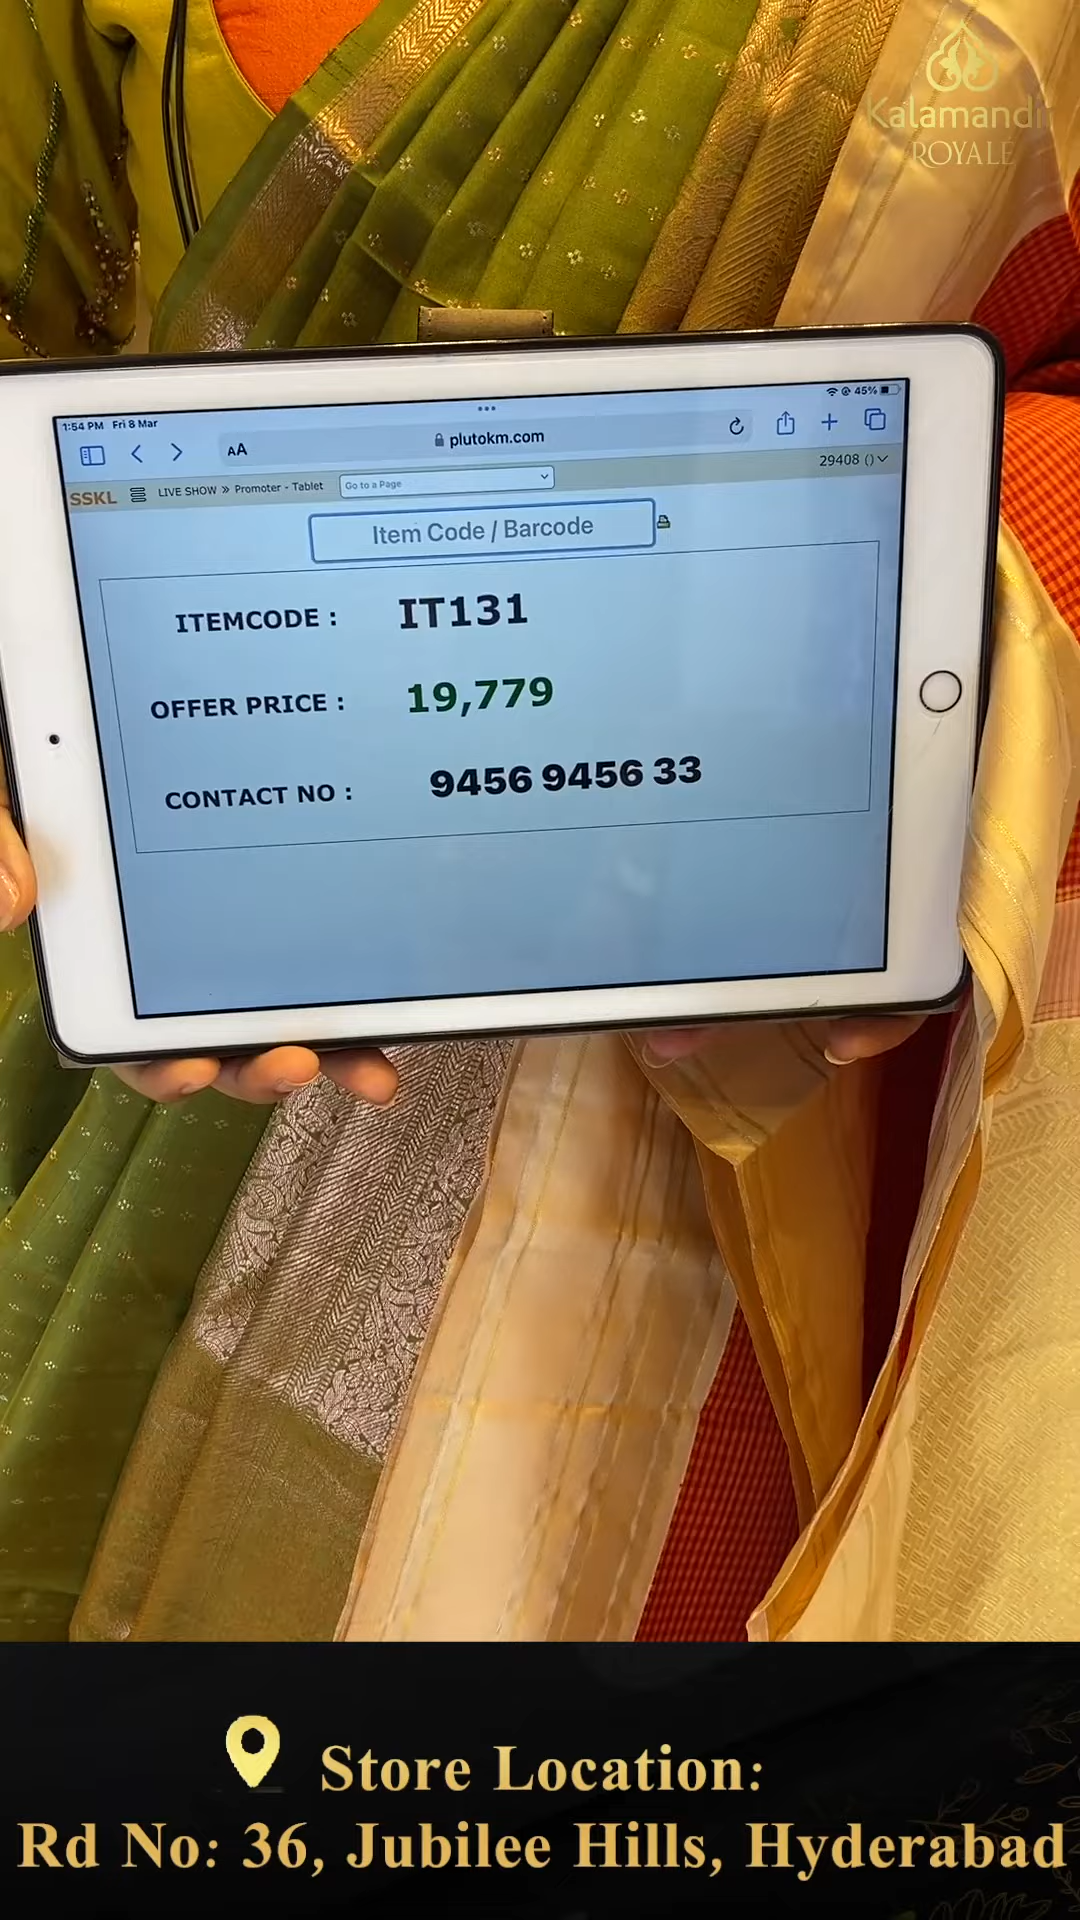 Kalamandir
ROYALE
1:54 PM Fri 8 Mar
45%
AA
plutokm.com
SSKL
LIVE SHOW » Promoter - Tablet
Go to a Page
29408 ()
Item Code / Barcode
ITEMCODE : IT131
OFFER PRICE : 19,779
CONTACT NO : 9456 9456 33
Store Location:
Rd No: 36, Jubilee Hills, Hyderabad